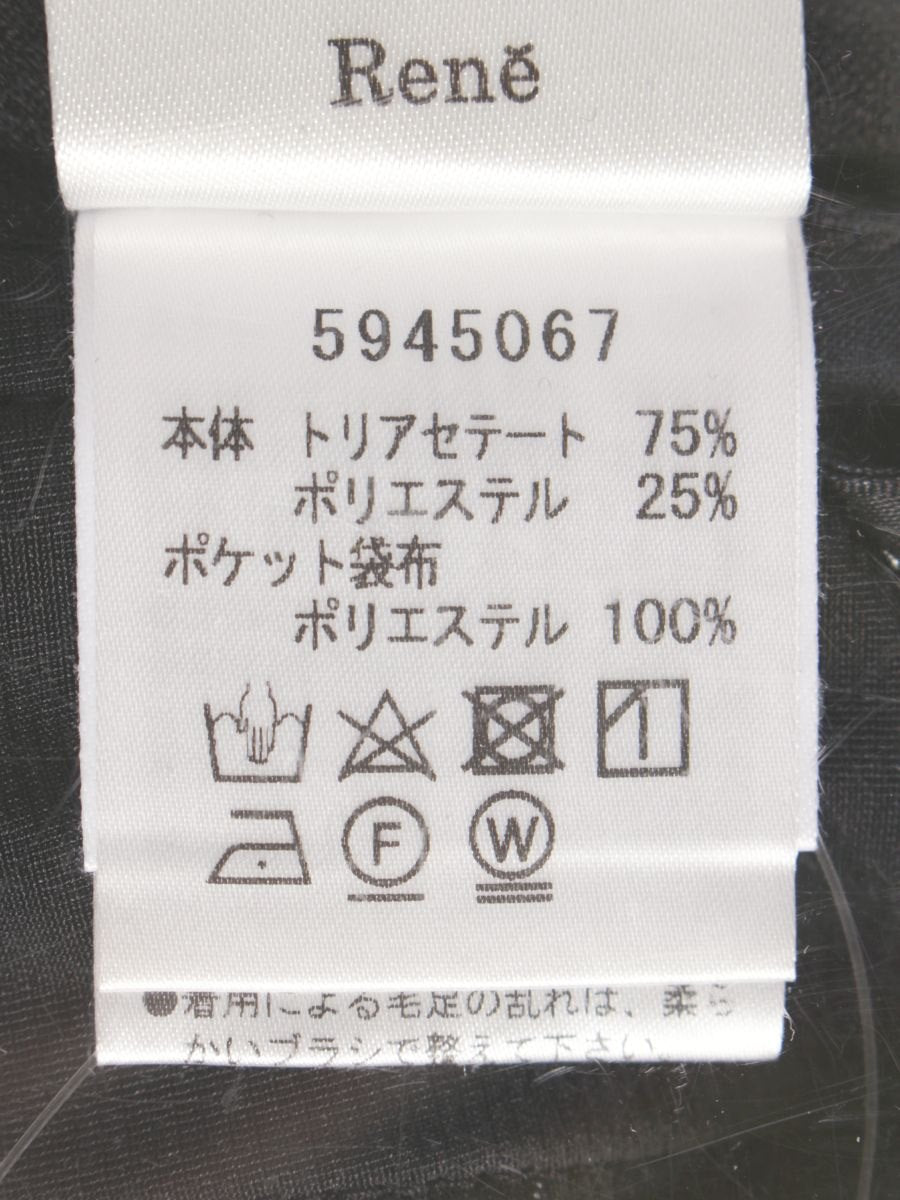 René
5945067
本体 トリアセテート 75%
ポリエステル 25%
ポケット袋布
ポリエステル 100%
F W
●着用による毛足の乱れは、柔ら
かいブラシで整えて下さい。